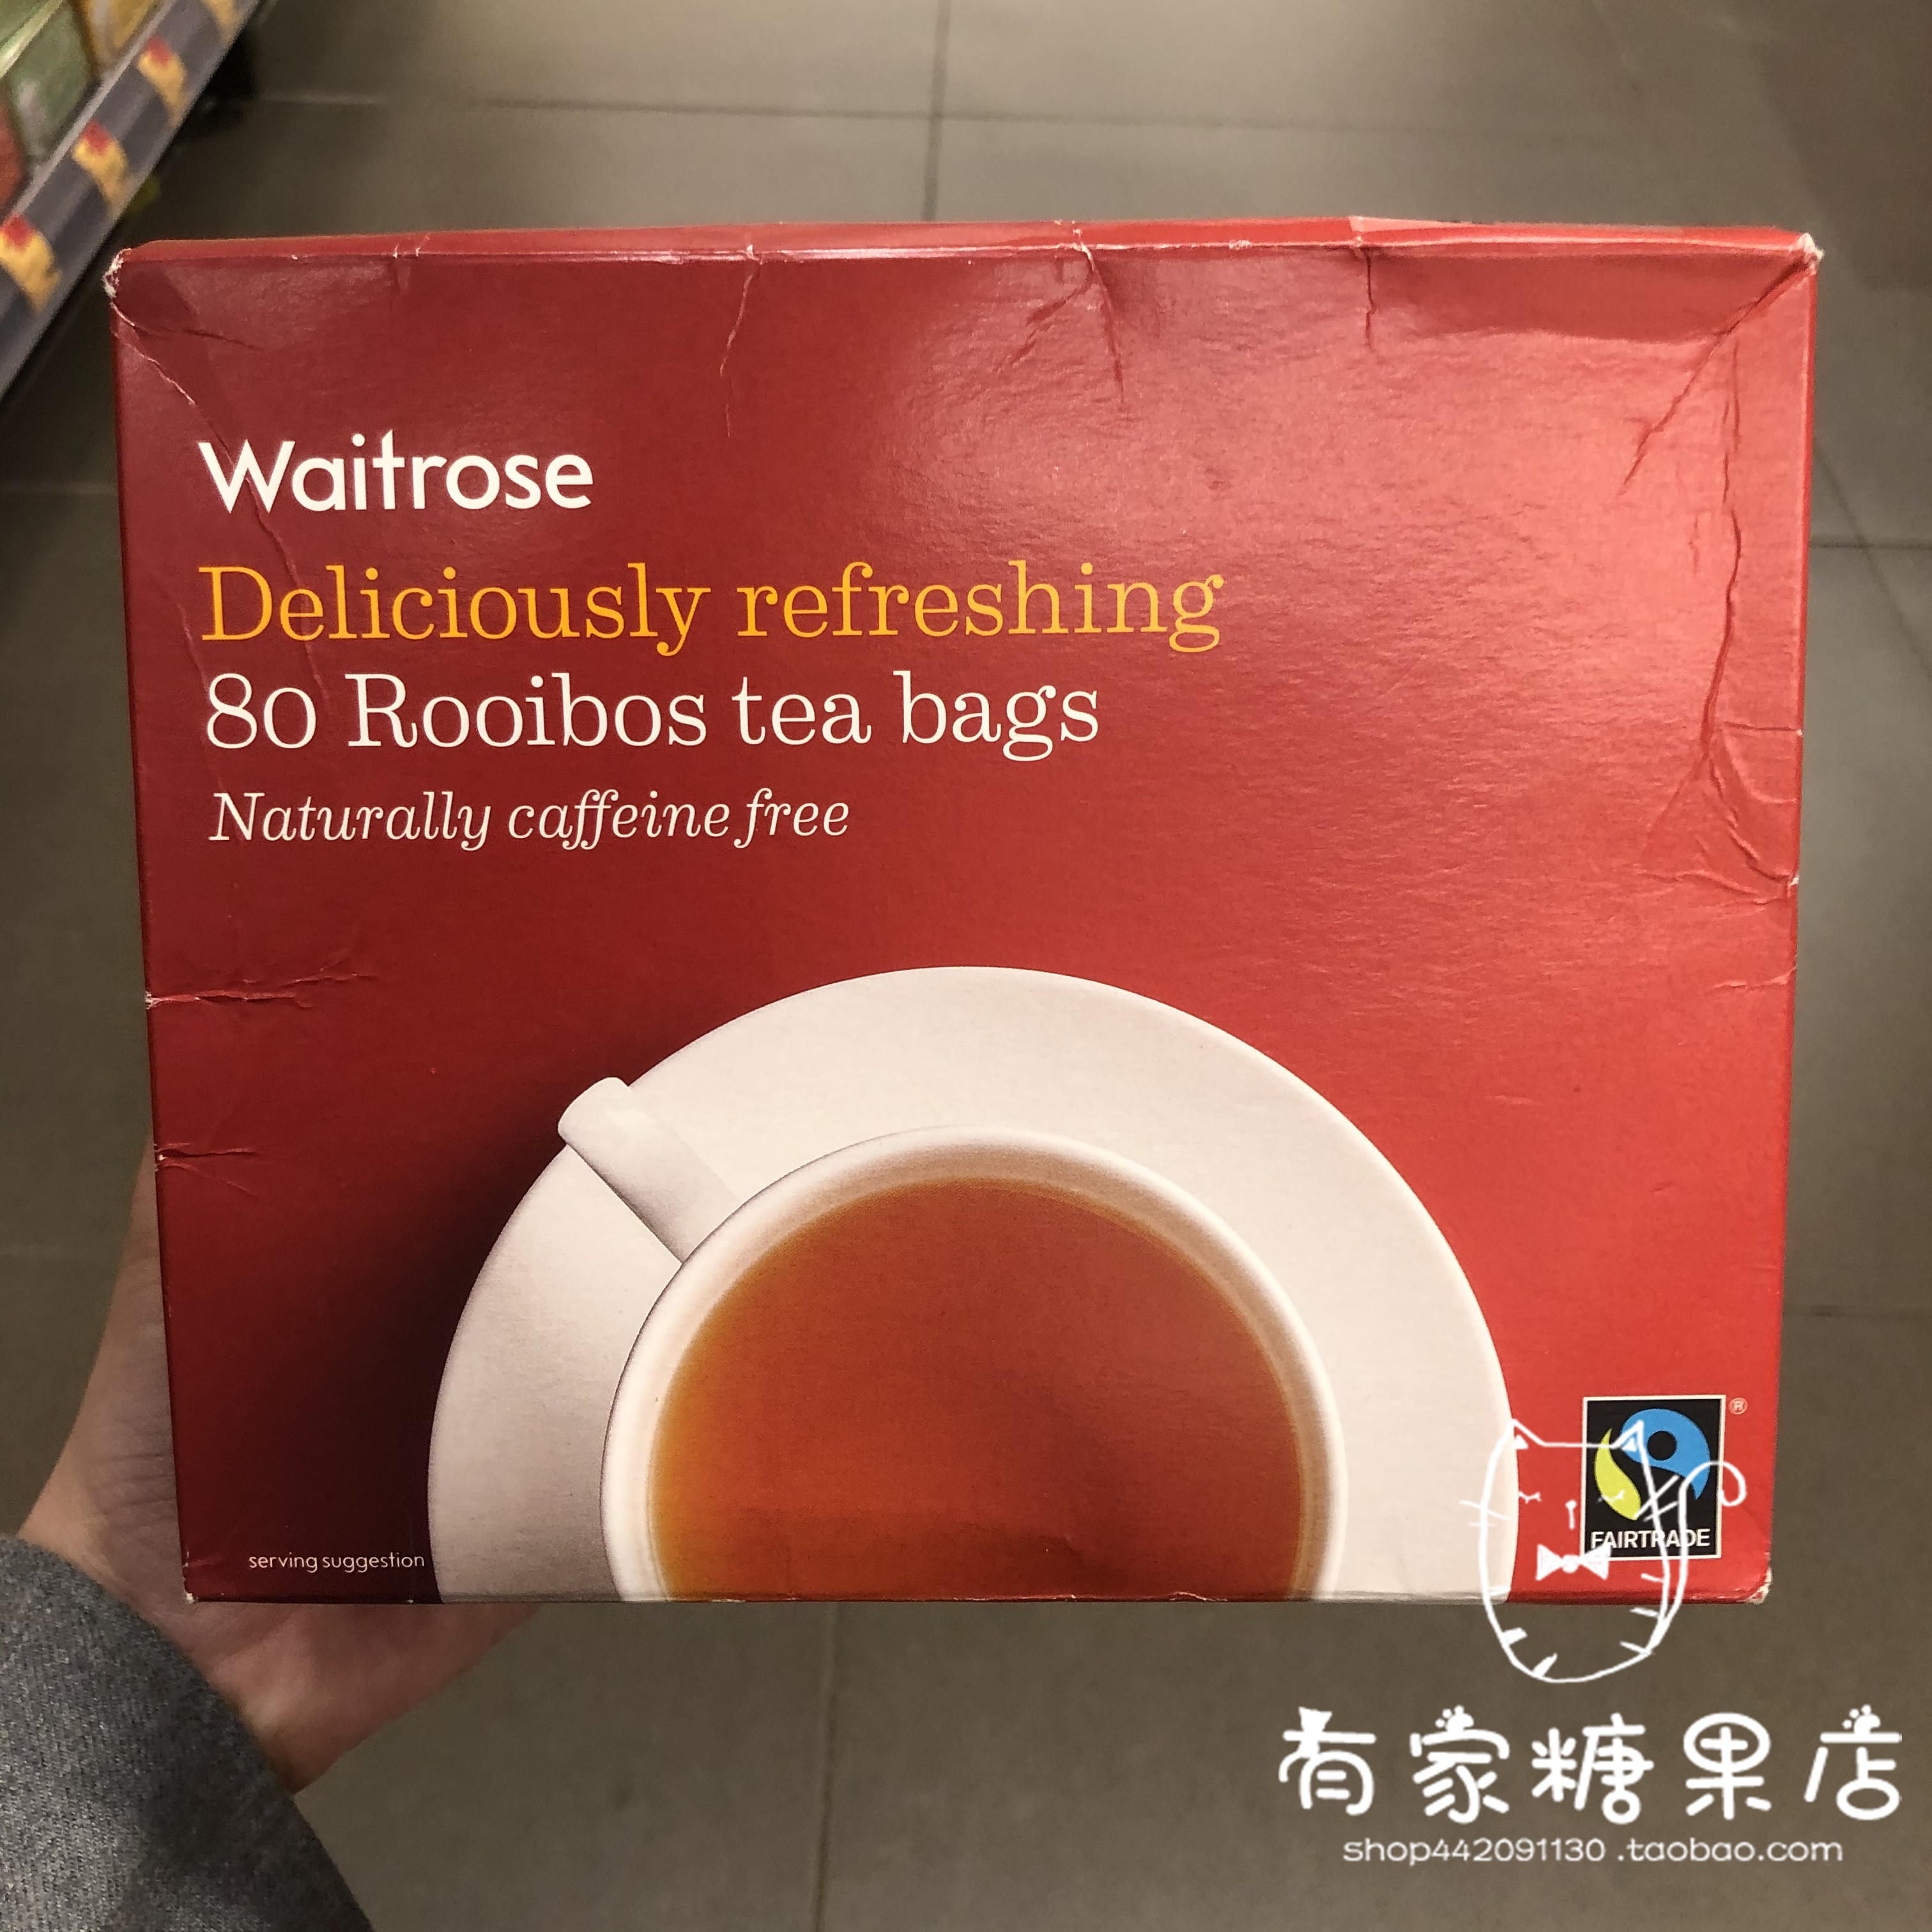 Waitrose
Deliciously refreshing
80 Rooibos tea bags
Naturally caffeine free
®
FAIRTRADE
serving suggestion
有家糖果店
shop442091130 .taobao.com